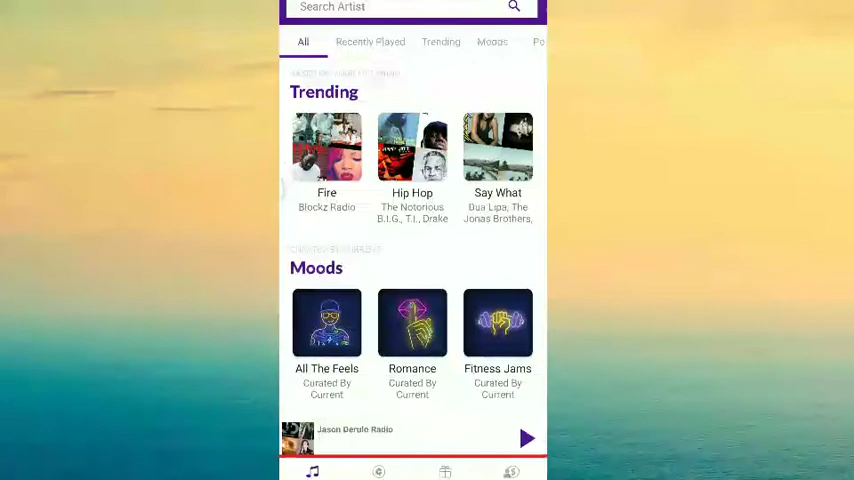 Search Artist
All Recently Played Trending Moods Po
Trending
Fire Hip Hop Say What
Blockz Radio The Notorious Dua Lipa, The
B.I.G., T.I., Drake Jonas Brothers,
Moods
All The Feels Romance Fitness Jams
Curated By Curated By Curated By
Current Current Current
Jason Derulo Radio